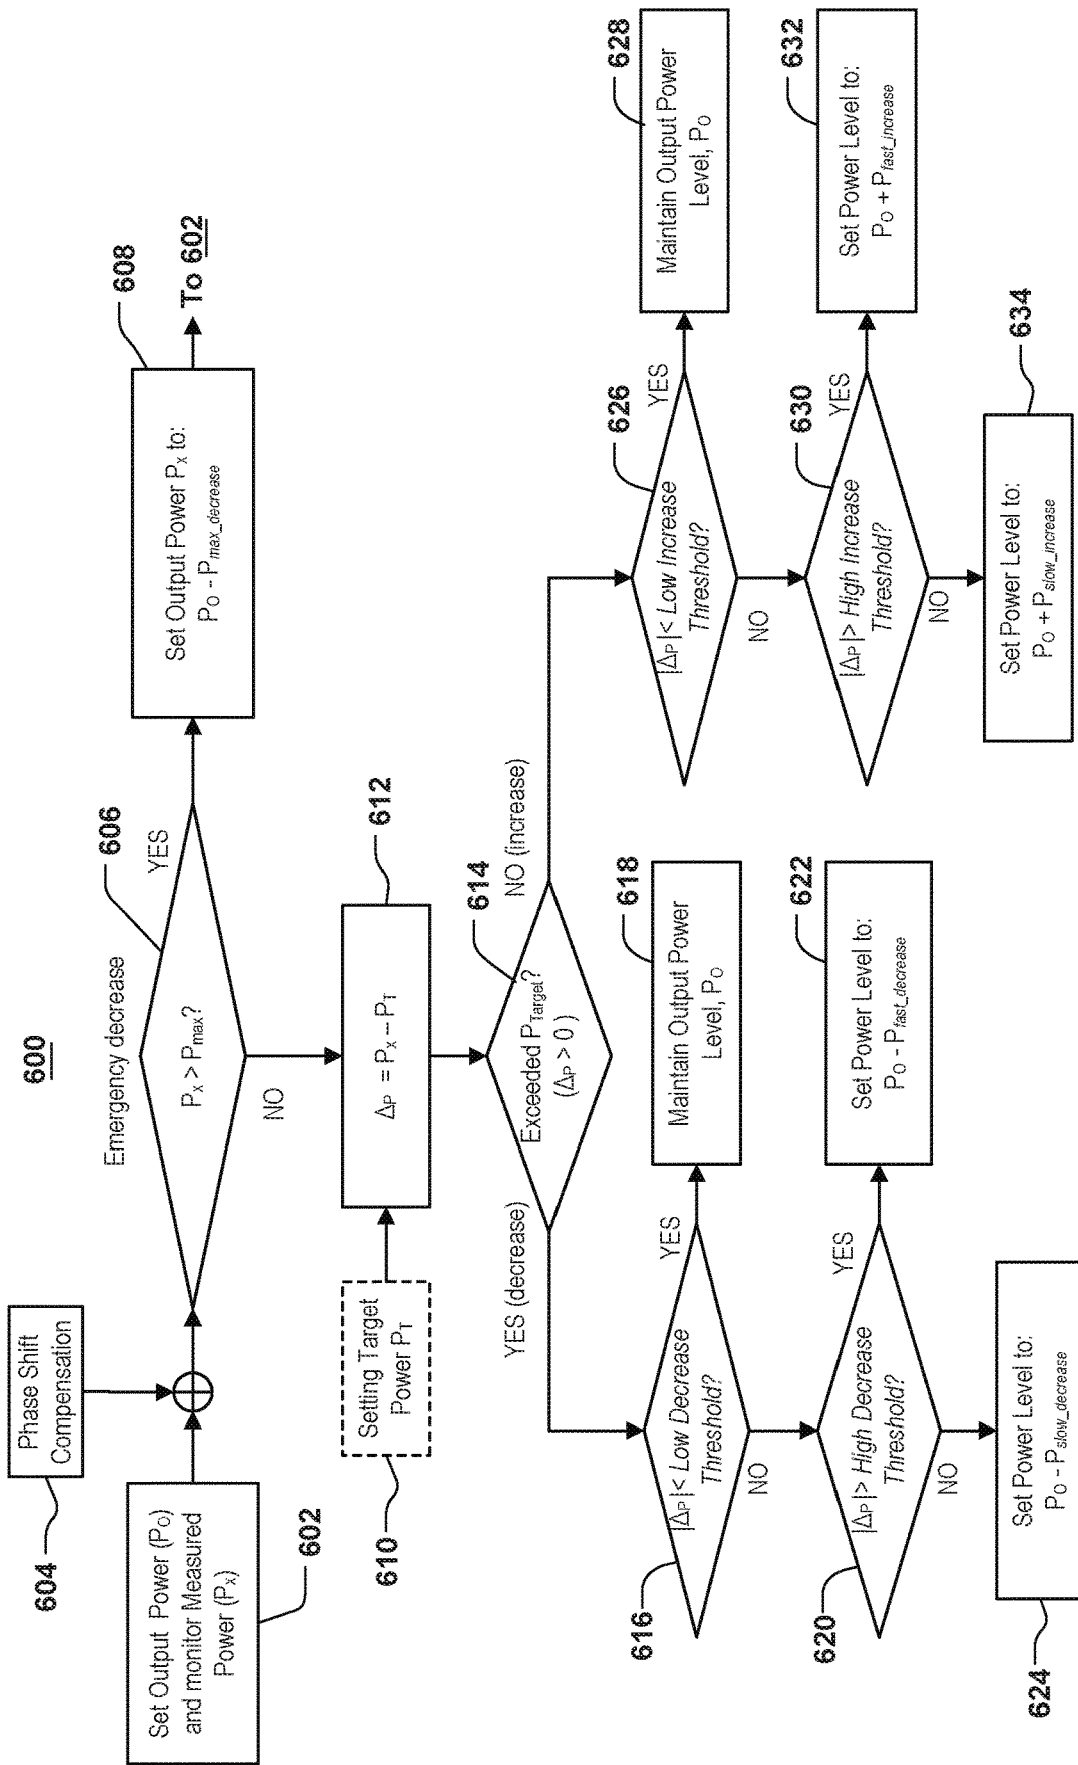 600
604
Phase Shift
Compensation
Set Output Power (PO)
and monitor Measured
Power (PX)
602
Emergency decrease
606
PX > Pmax?
YES
NO
608
Set Output Power PX to:
PO - Pmax_decrease
To 602
610
Setting Target
Power PT
612
ΔP = PX – PT
614
Exceeded PTarget?
(ΔP > 0 )
YES (decrease)
NO (increase)
616
|ΔP|< Low Decrease
Threshold?
YES
NO
618
Maintain Output Power
Level, PO
620
|ΔP|> High Decrease
Threshold?
YES
NO
622
Set Power Level to:
PO - Pfast_decrease
624
Set Power Level to:
PO - Pslow_decrease
626
|ΔP|< Low Increase
Threshold?
YES
NO
628
Maintain Output Power
Level, PO
630
|ΔP|> High Increase
Threshold?
YES
NO
632
Set Power Level to:
PO + Pfast_increase
634
Set Power Level to:
PO + Pslow_increase